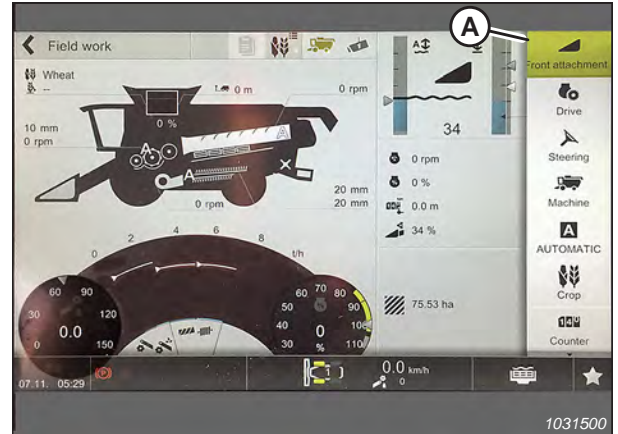 A
Field work
Front attachment
Wheat
--
0 m
0 rpm
0 %
A
34
Drive
10 mm
0 rpm
A
A
A
Steering
0 rpm
0 %
0.0 m
34 %
Machine
20 mm
20 mm
0 rpm
A
AUTOMATIC
0 2 4 6 8 t/h
Crop
0 30 60 90 120 150
0.0
30 40 50 60 70 80 90 100 110
0
%
75.53 ha
Counter
07.11. 05:29
0.0 km/h
0
1031500